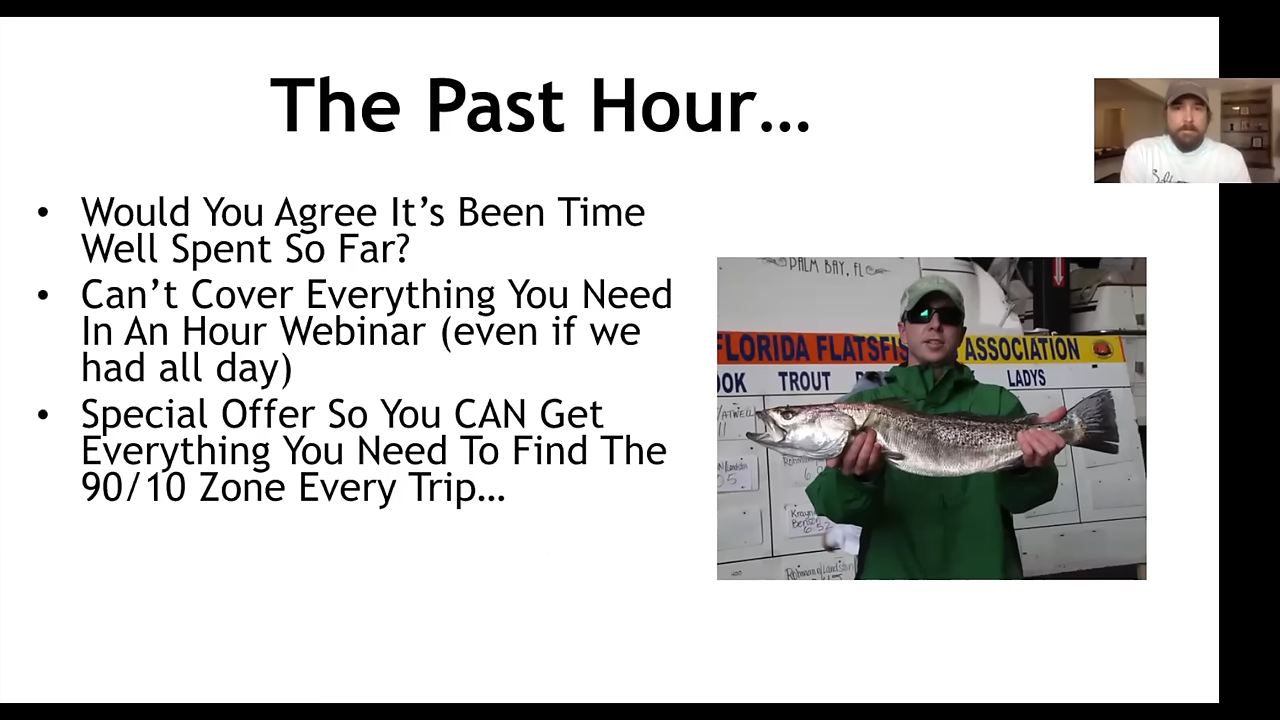 The Past Hour...
• Would You Agree It's Been Time
Well Spent So Far?
• Can't Cover Everything You Need
In An Hour Webinar (even if we
had all day)
• Special Offer So You CAN Get
Everything You Need To Find The
90/10 Zone Every Trip...
PALM BAY, FL
FLORIDA FLATSFIS ASSOCIATION
OOK TROUT LADYS